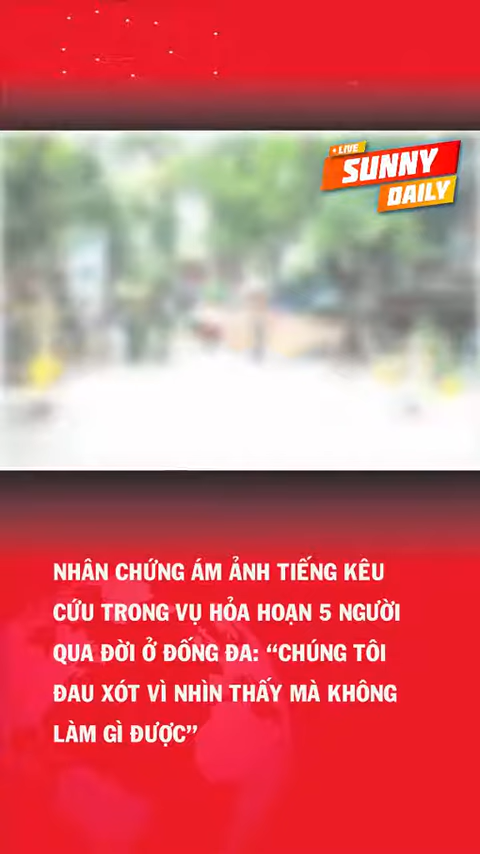 LIVE
SUNNY
DAILY
NHÂN CHỨNG ÁM ẢNH TIẾNG KÊU
CỨU TRONG VỤ HỎA HOẠN 5 NGƯỜI
QUA ĐỜI Ở ĐỐNG ĐA: “CHÚNG TÔI
ĐAU XÓT VÌ NHÌN THẤY MÀ KHÔNG
LÀM GÌ ĐƯỢC”